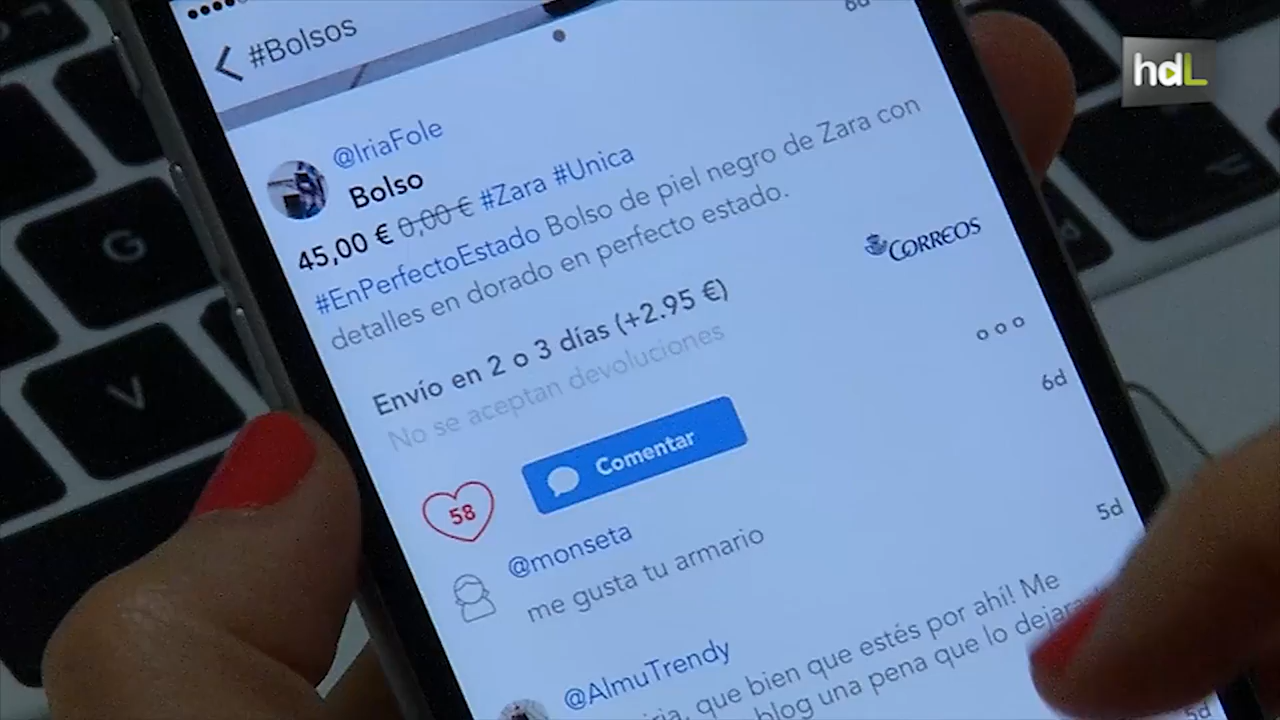 #Bolsos
6d
hdL
@IriaFole
Bolso
45,00 € 0,00 € #Zara #Unica
#EnPerfectoEstado Bolso de piel negro de Zara con
detalles en dorado en perfecto estado.
CORREOS
Envío en 2 o 3 días (+2.95 €)
No se aceptan devoluciones
Comentar
6d
58
@monseta
5d
me gusta tu armario
@AlmuTrendy
que bien que estés por ahi! Me
blog una pena que lo
5d
G
V